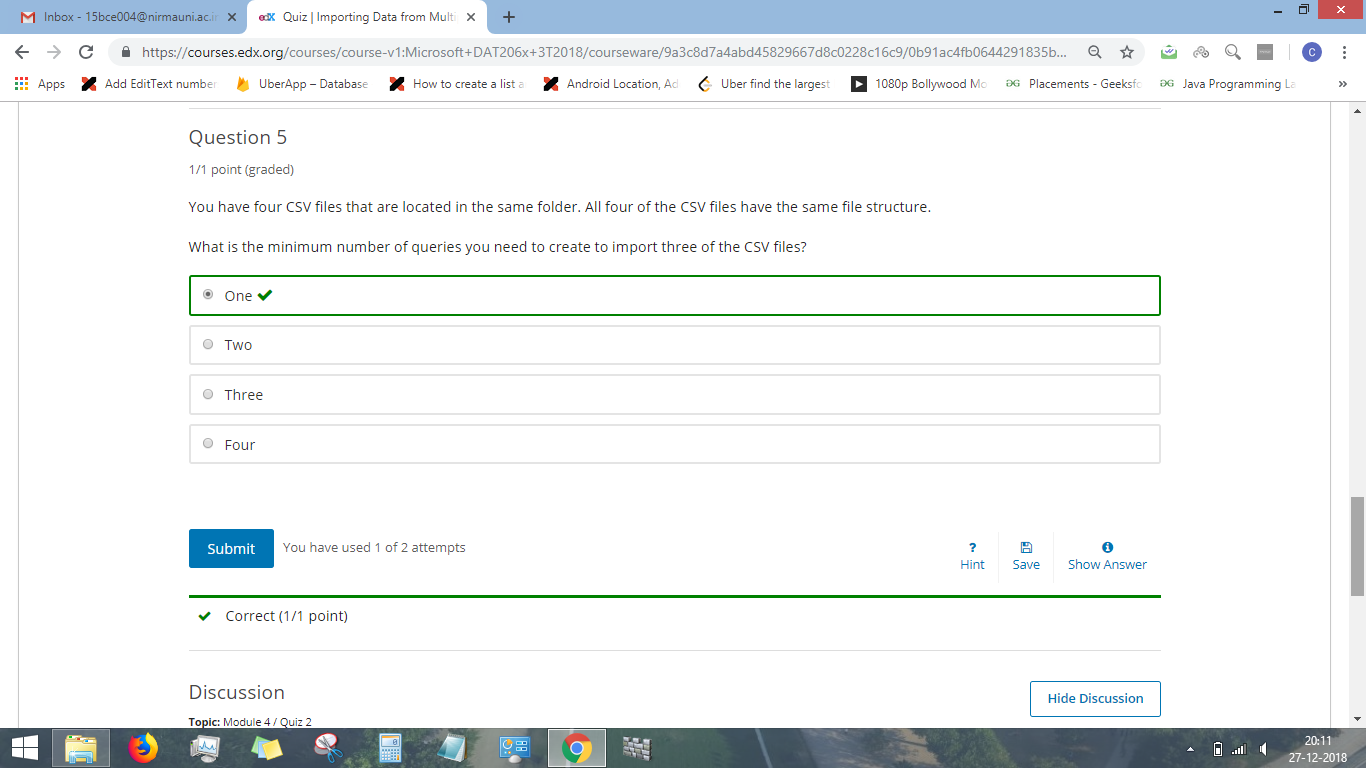 Inbox - 15bce004@nirmauni.ac.i
edX Quiz | Importing Data from Multi
https://courses.edx.org/courses/course-v1:Microsoft+DAT206x+3T2018/courseware/9a3c8d7a4abd45829667d8c0228c16c9/0b91ac4fb0644291835b...
C
Apps Add EditText number UberApp – Database How to create a list a Android Location, Ad Uber find the largest 1080p Bollywood Mo Placements - Geeksfo Java Programming La »
Question 5
1/1 point (graded)
You have four CSV files that are located in the same folder. All four of the CSV files have the same file structure.
What is the minimum number of queries you need to create to import three of the CSV files?
One
Two
Three
Four
Submit You have used 1 of 2 attempts
? Hint
Save
Show Answer
Correct (1/1 point)
Discussion
Hide Discussion
Topic: Module 4 / Quiz 2
20:11
27-12-2018